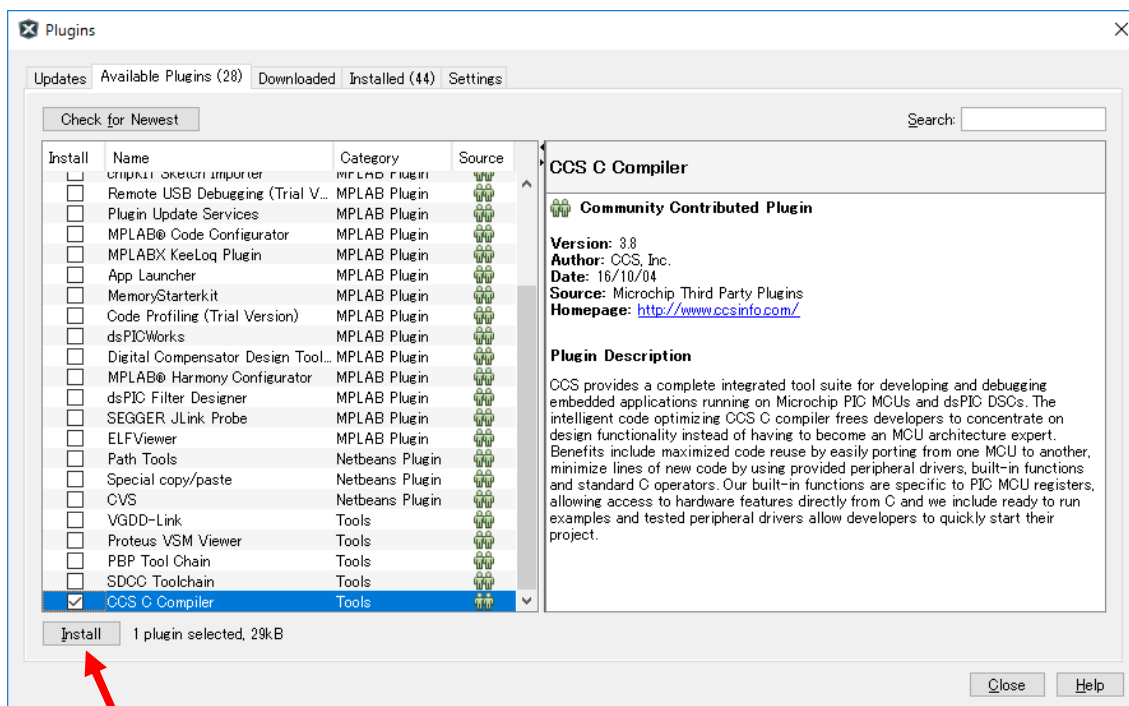 Plugins
Updates Available Plugins (28) Downloaded Installed (44) Settings
Check for Newest Search:
Install Name Category Source
chipKIT Sketch Importer MPLAB Plugin
Remote USB Debugging (Trial V... MPLAB Plugin
Plugin Update Services MPLAB Plugin
MPLAB® Code Configurator MPLAB Plugin
MPLABX KeeLoq Plugin MPLAB Plugin
App Launcher MPLAB Plugin
MemoryStarterkit MPLAB Plugin
Code Profiling (Trial Version) MPLAB Plugin
dsPICWorks MPLAB Plugin
Digital Compensator Design Tool... MPLAB Plugin
MPLAB® Harmony Configurator MPLAB Plugin
dsPIC Filter Designer MPLAB Plugin
SEGGER JLink Probe MPLAB Plugin
ELFViewer MPLAB Plugin
Path Tools Netbeans Plugin
Special copy/paste Netbeans Plugin
CVS Netbeans Plugin
VGDD-Link Tools
Proteus VSM Viewer Tools
PBP Tool Chain Tools
SDCC Toolchain Tools
CCS C Compiler Tools
Install 1 plugin selected, 29kB
CCS C Compiler
Community Contributed Plugin
Version: 3.8
Author: CCS, Inc.
Date: 16/10/04
Source: Microchip Third Party Plugins
Homepage: http://www.ccsinfo.com/
Plugin Description
CCS provides a complete integrated tool suite for developing and debugging
embedded applications running on Microchip PIC MCUs and dsPIC DSCs. The
intelligent code optimizing CCS C compiler frees developers to concentrate on
design functionality instead of having to become an MCU architecture expert.
Benefits include maximized code reuse by easily porting from one MCU to another,
minimize lines of new code by using provided peripheral drivers, built-in functions
and standard C operators. Our built-in functions are specific to PIC MCU registers,
allowing access to hardware features directly from C and we include ready to run
examples and tested peripheral drivers allow developers to quickly start their
project.
Close Help